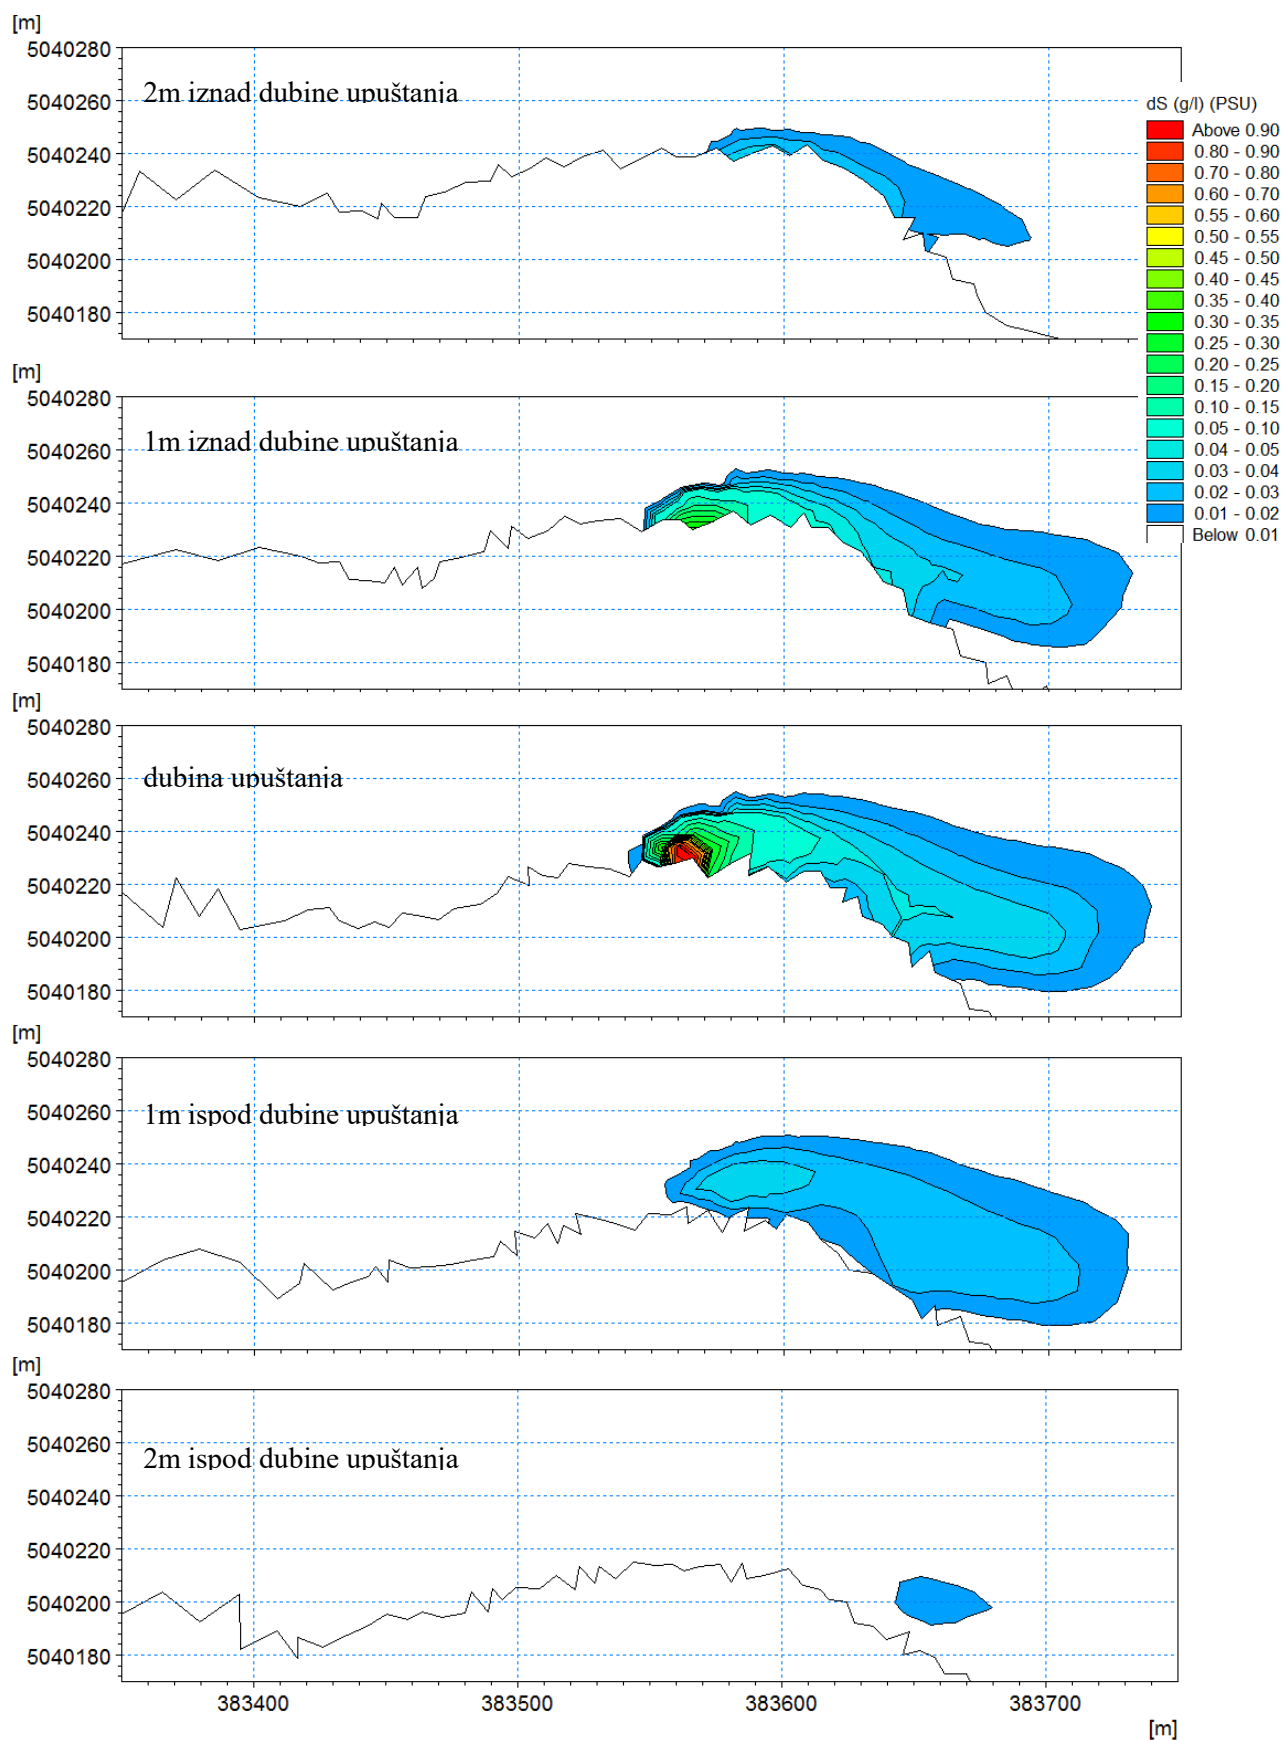 [m]
5040280
2m iznad dubine upuštanja
5040260
5040240
5040220
5040200
5040180
dS (g/l) (PSU)
Above 0.90
0.80 - 0.90
0.70 - 0.80
0.60 - 0.70
0.55 - 0.60
0.50 - 0.55
0.45 - 0.50
0.40 - 0.45
0.35 - 0.40
0.30 - 0.35
0.25 - 0.30
0.20 - 0.25
0.15 - 0.20
0.10 - 0.15
0.05 - 0.10
0.04 - 0.05
0.03 - 0.04
0.02 - 0.03
0.01 - 0.02
Below 0.01
[m]
5040280
1m iznad dubine upuštanja
5040260
5040240
5040220
5040200
5040180
[m]
5040280
dubina upuštanja
5040260
5040240
5040220
5040200
5040180
[m]
5040280
1m ispod dubine upuštanja
5040260
5040240
5040220
5040200
5040180
[m]
5040280
2m ispod dubine upuštanja
5040260
5040240
5040220
5040200
5040180
383400
383500
383600
383700
[m]